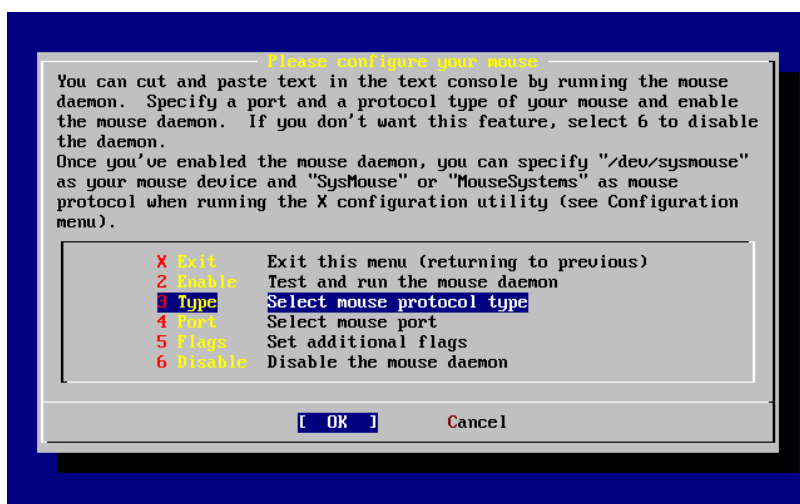 Please configure your mouse
You can cut and paste text in the text console by running the mouse
daemon.  Specify a port and a protocol type of your mouse and enable
the mouse daemon.  If you don't want this feature, select 6 to disable
the daemon.
Once you've enabled the mouse daemon, you can specify "/dev/sysmouse"
as your mouse device and "SysMouse" or "MouseSystems" as mouse
protocol when running the X configuration utility (see Configuration
menu).
X Exit Exit this menu (returning to previous)
2 Enable Test and run the mouse daemon
3 Type Select mouse protocol type
4 Port Select mouse port
5 Flags Set additional flags
6 Disable Disable the mouse daemon
[ OK ] Cancel